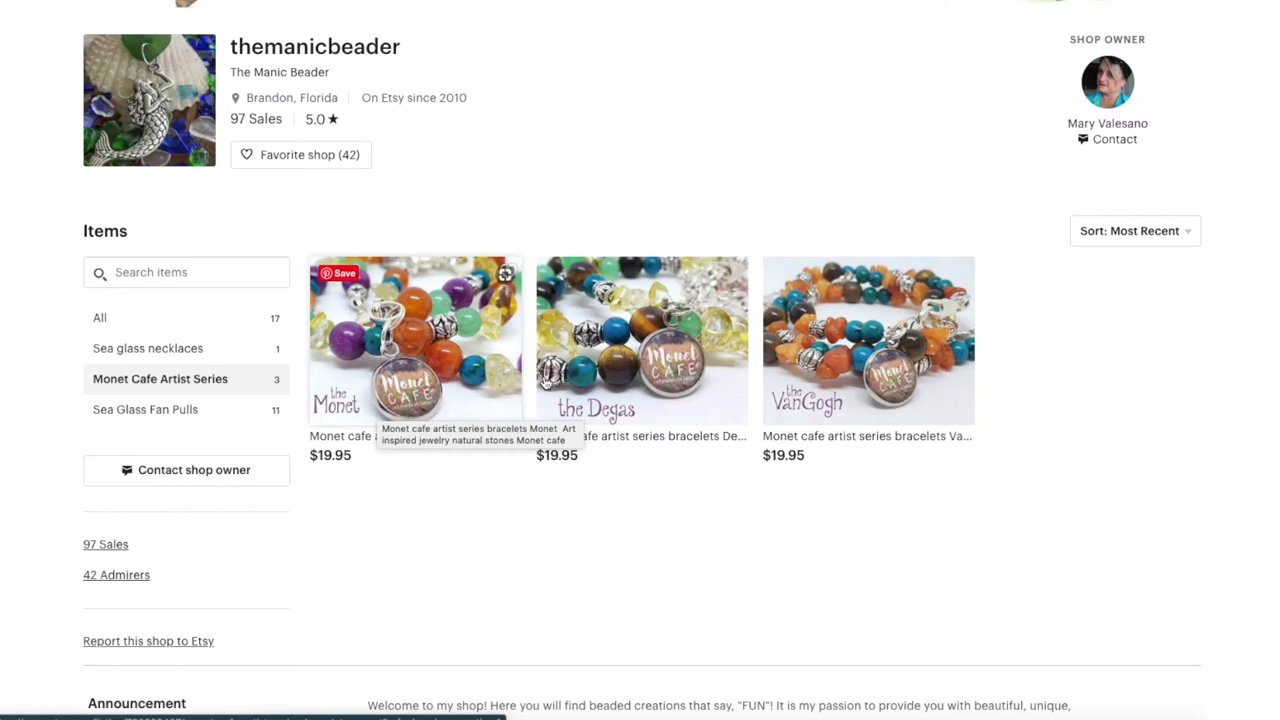 themanicbeader
The Manic Beader
Brandon, Florida
On Etsy since 2010
97 Sales
5.0 ★
Favorite shop (42)
SHOP OWNER
Mary Valesano
Contact
Items
Sort: Most Recent
Search items
All 17
Sea glass necklaces 1
Monet Cafe Artist Series 3
Sea Glass Fan Pulls 11
Contact shop owner
97 Sales
42 Admirers
Report this shop to Etsy
Save
Monet
CAFE
the
Monet
Monet cafe a
$19.95
Monet cafe artist series bracelets Monet Art
inspired jewelry natural stones Monet cafe
Monet
CAFE
the Degas
afe artist series bracelets De...
$19.95
Monet
CAFE
the
VanGogh
Monet cafe artist series bracelets Va...
$19.95
Announcement
Welcome to my shop! Here you will find beaded creations that say, "FUN"! It is my passion to provide you with beautiful, unique,